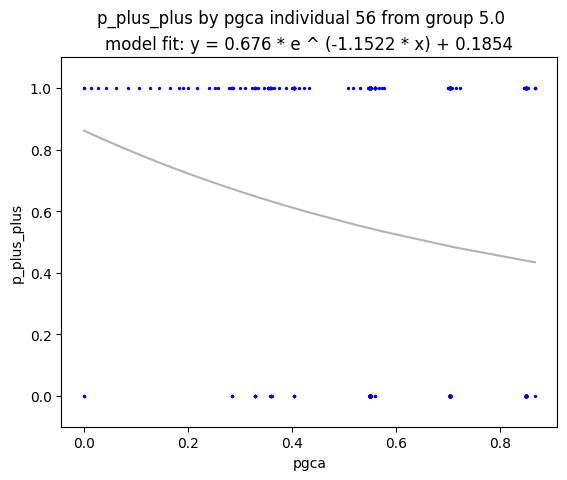 p_plus_plus by pgca individual 56 from group 5.0
model fit: y = 0.676 * e ^ (-1.1522 * x) + 0.1854
1.0
0.8
0.6
0.4
0.2
0.0
p_plus_plus
0.0 0.2 0.4 0.6 0.8
pgca